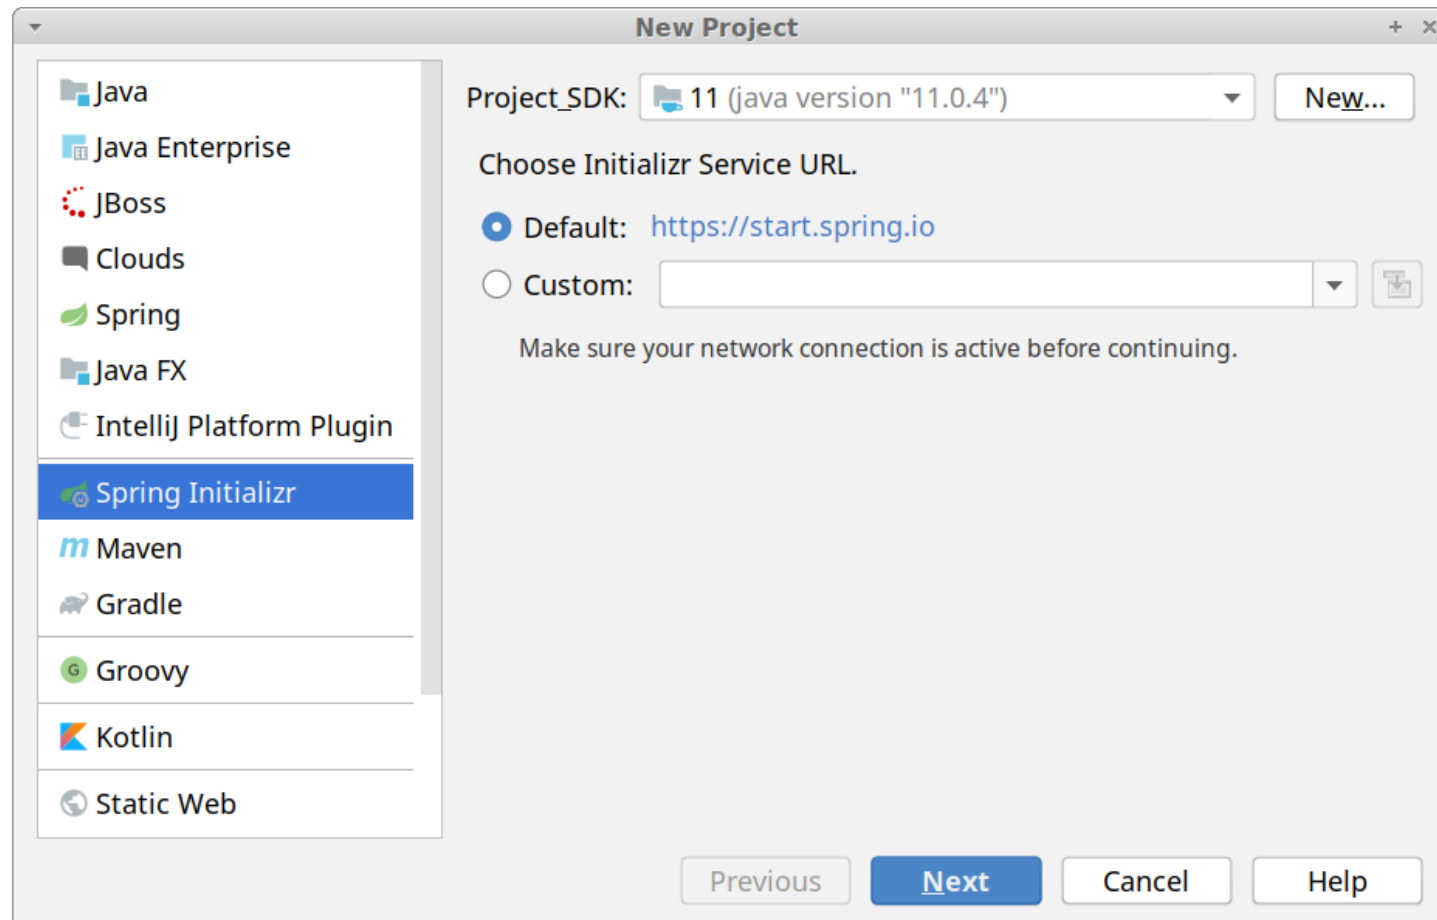 New Project
Java
Java Enterprise
JBoss
Clouds
Spring
Java FX
IntelliJ Platform Plugin
Spring Initializr
Maven
Gradle
Groovy
Kotlin
Static Web
Project SDK: 11 (java version "11.0.4") New...
Choose Initializr Service URL.
Default: https://start.spring.io
Custom:
Make sure your network connection is active before continuing.
Previous Next Cancel Help